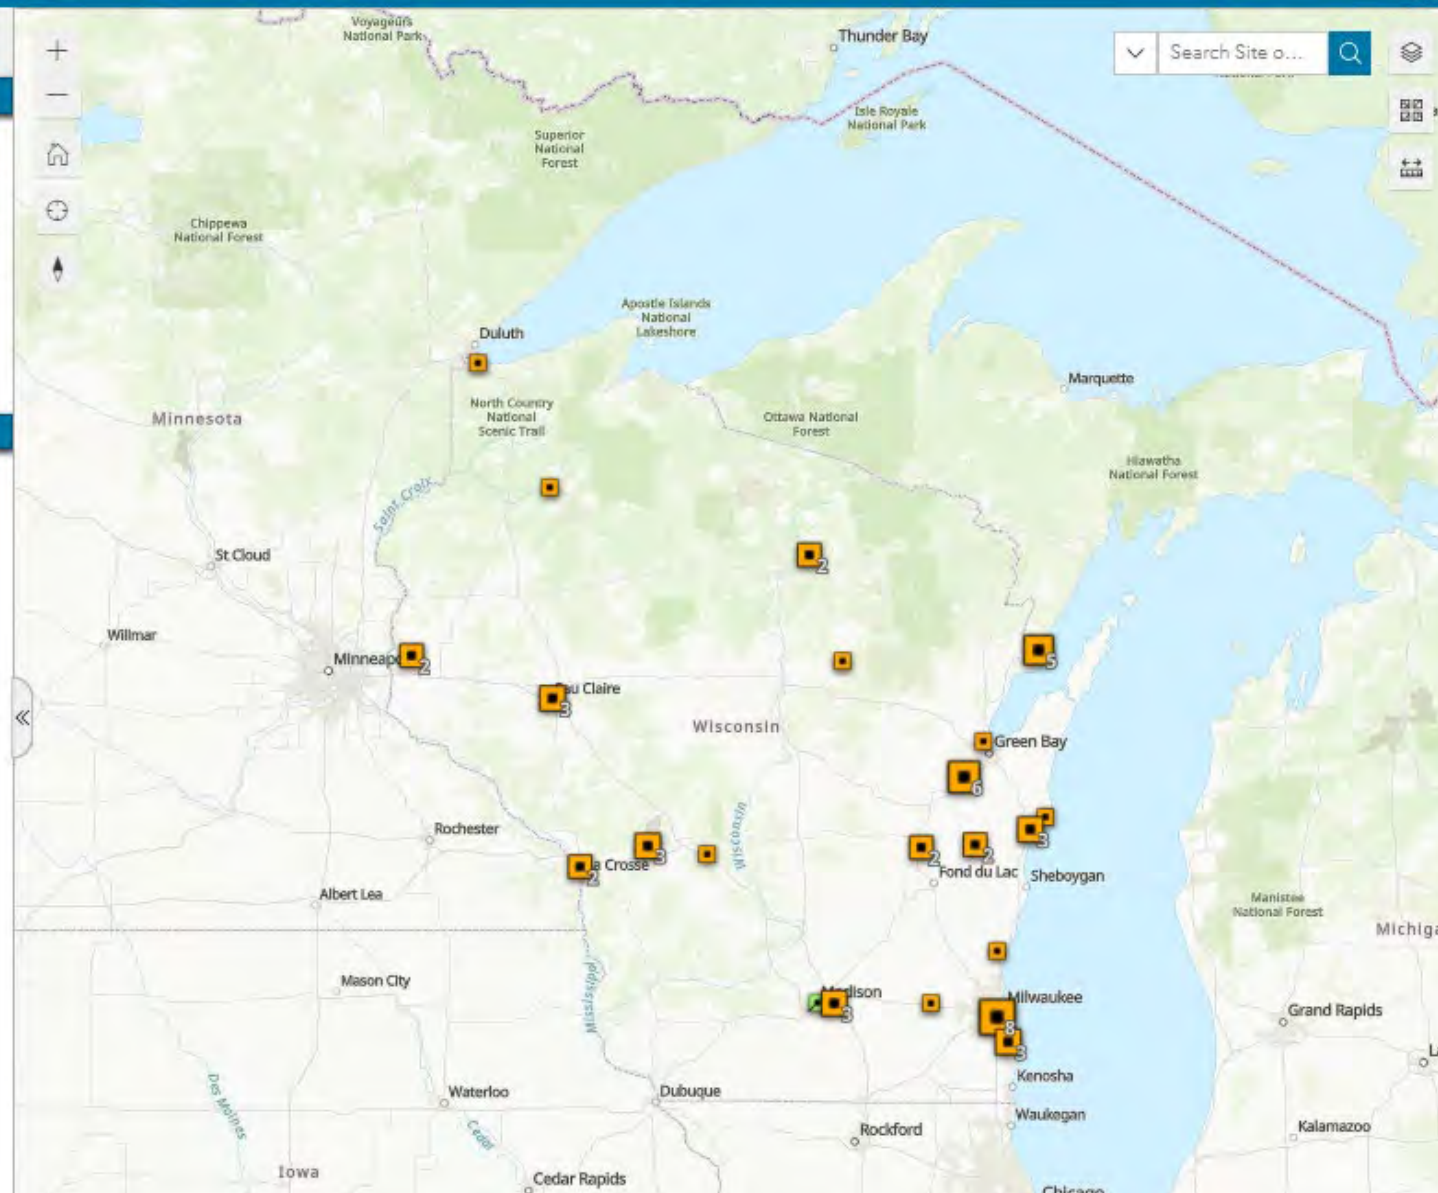 Voyageurs
National Park
Thunder Bay
Search Site o...
Isle Royale
National Park
Superior
National
Forest
Chippewa
National Forest
Apostle Islands
National
Lakeshore
Duluth
Marquette
North Country
National
Scenic Trail
Minnesota
Ottawa National
Forest
Hiawatha
National Forest
Saint Croix
St Cloud
2
Willmar
Minneap
2
5
Eau Claire
3
Wisconsin
Green Bay
6
Wisconsin
Rochester
3
3
2
2
a Crosse
2
Fond du Lac
Sheboygan
Albert Lea
Manistee
National Forest
Michiga
Mason City
Mississippi
Madison
3
Milwaukee
8
Grand Rapids
3
L
Kenosha
Des Moines
Waterloo
Dubuque
Waukegan
Cedar
Rockford
Kalamazoo
Iowa
Cedar Rapids
Chicago